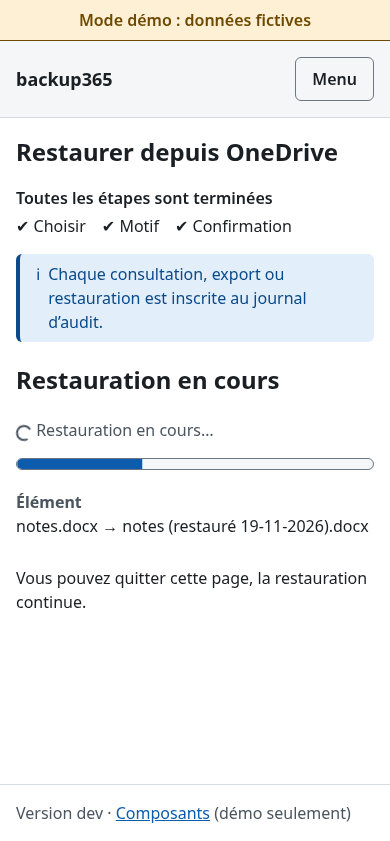 Mode démo : données fictives
backup365
Menu
Restaurer depuis OneDrive
Toutes les étapes sont terminées
✔ Choisir ✔ Motif ✔ Confirmation
i Chaque consultation, export ou
restauration est inscrite au journal
d’audit.
Restauration en cours
Restauration en cours…
Élément
notes.docx → notes (restauré 19-11-2026).docx
Vous pouvez quitter cette page, la restauration
continue.
Version dev · Composants (démo seulement)